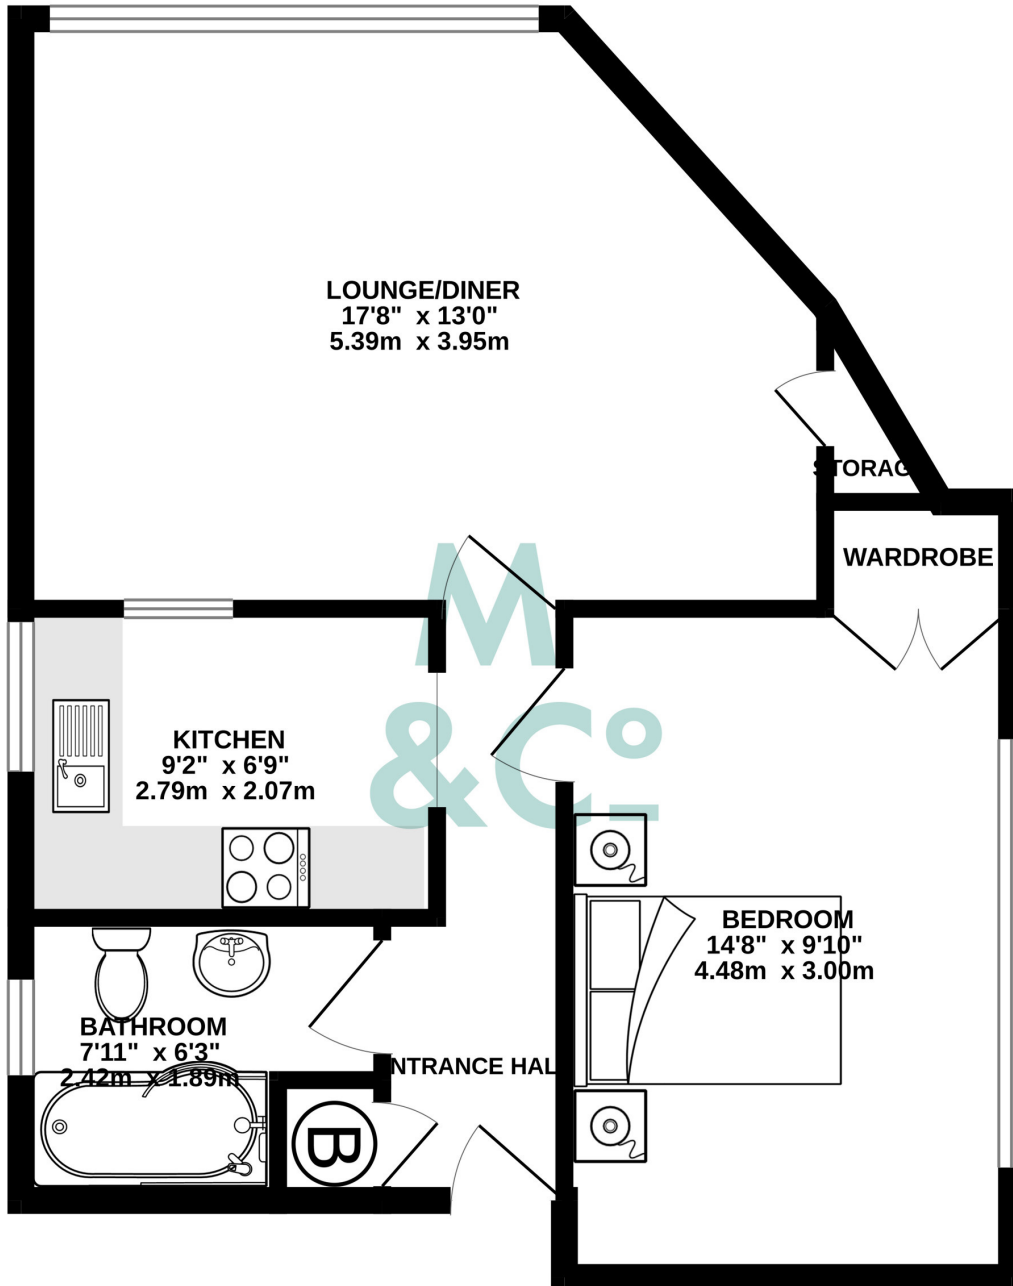 LOUNGE/DINER
17'8" x 13'0"
5.39m x 3.95m
STORAG
WARDROBE
M
&Co
KITCHEN
9'2" x 6'9"
2.79m x 2.07m
BEDROOM
14'8" x 9'10"
4.48m x 3.00m
BATHROOM
7'11" x 6'3"
2.42m x 1.89m
NTRANCE HAL
B